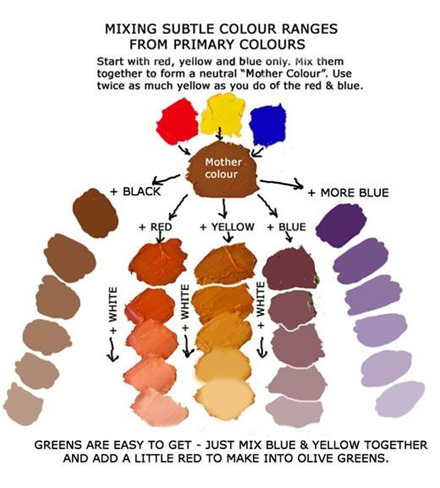 MIXING SUBTLE COLOUR RANGES
FROM PRIMARY COLOURS
Start with red, yellow and blue only. Mix them
together to form a neutral "Mother Colour". Use
twice as much yellow as you do of the red & blue.
Mother
colour
+ BLACK
+ MORE BLUE
+ RED
+ YELLOW
+ BLUE
+ WHITE
+ WHITE
+ WHITE
GREENS ARE EASY TO GET - JUST MIX BLUE & YELLOW TOGETHER
AND ADD A LITTLE RED TO MAKE INTO OLIVE GREENS.